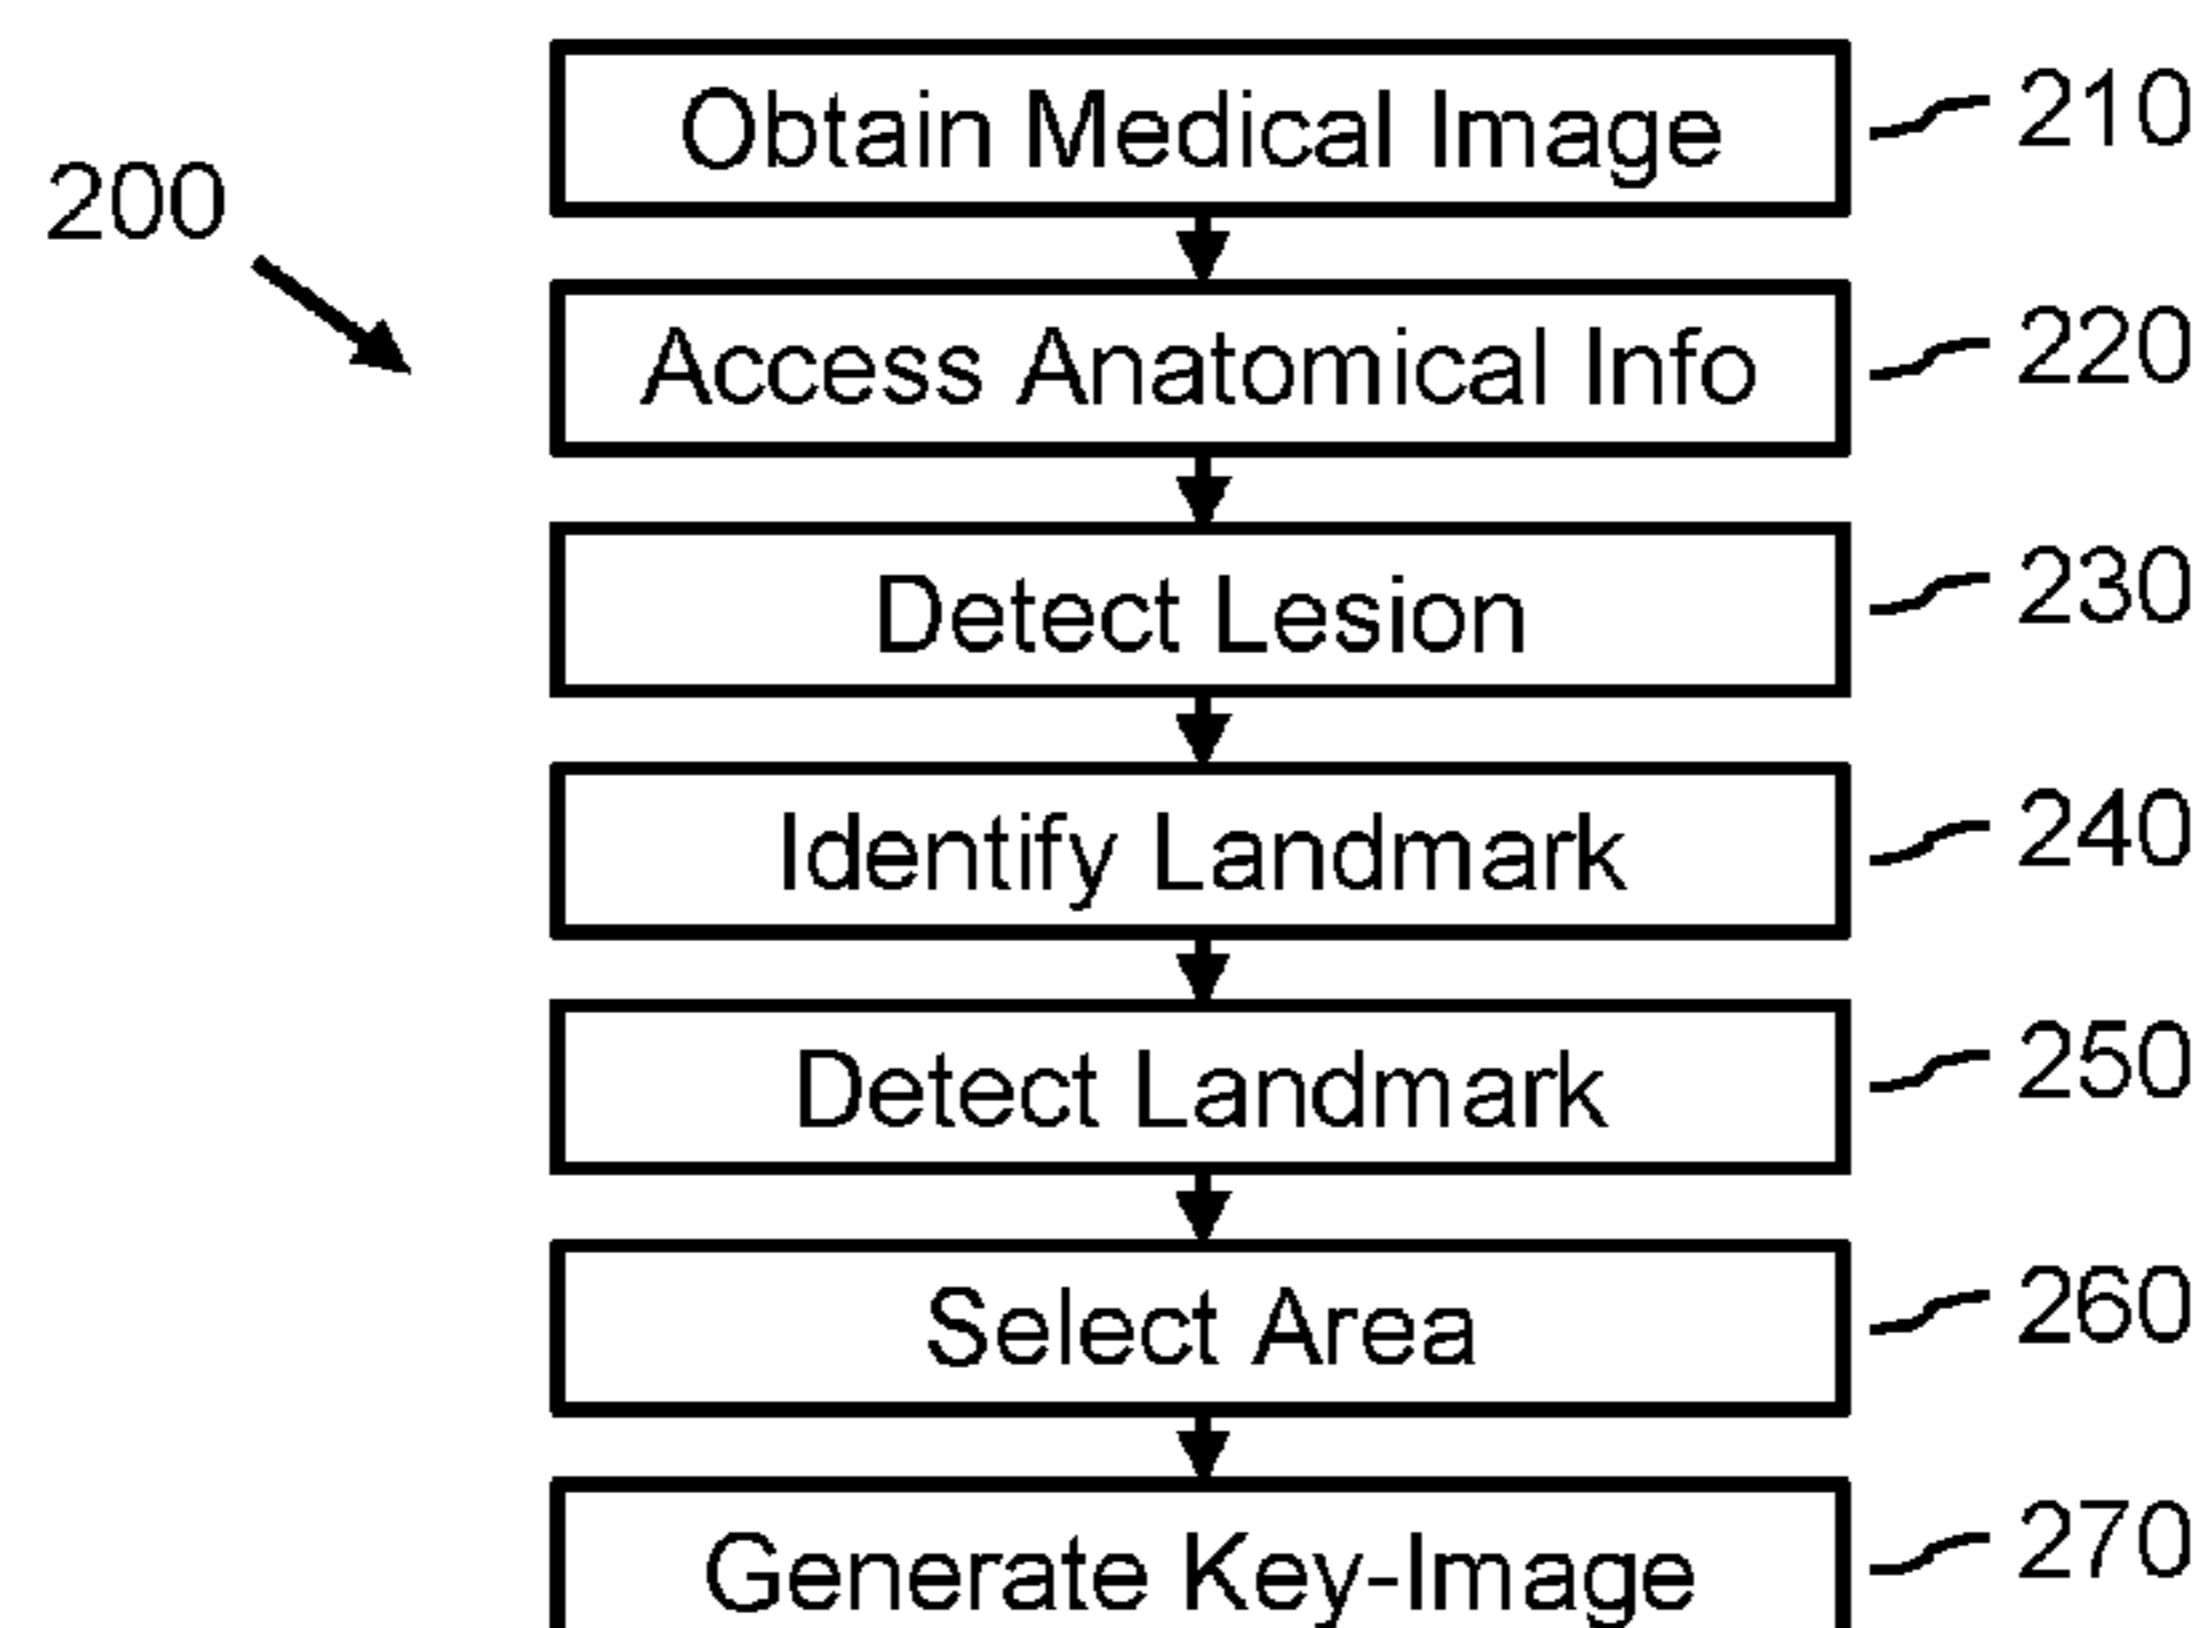 Obtain Medical Image 210
200
Access Anatomical Info 220
Detect Lesion 230
Identify Landmark 240
Detect Landmark 250
Select Area 260
Generate Key-Image 270